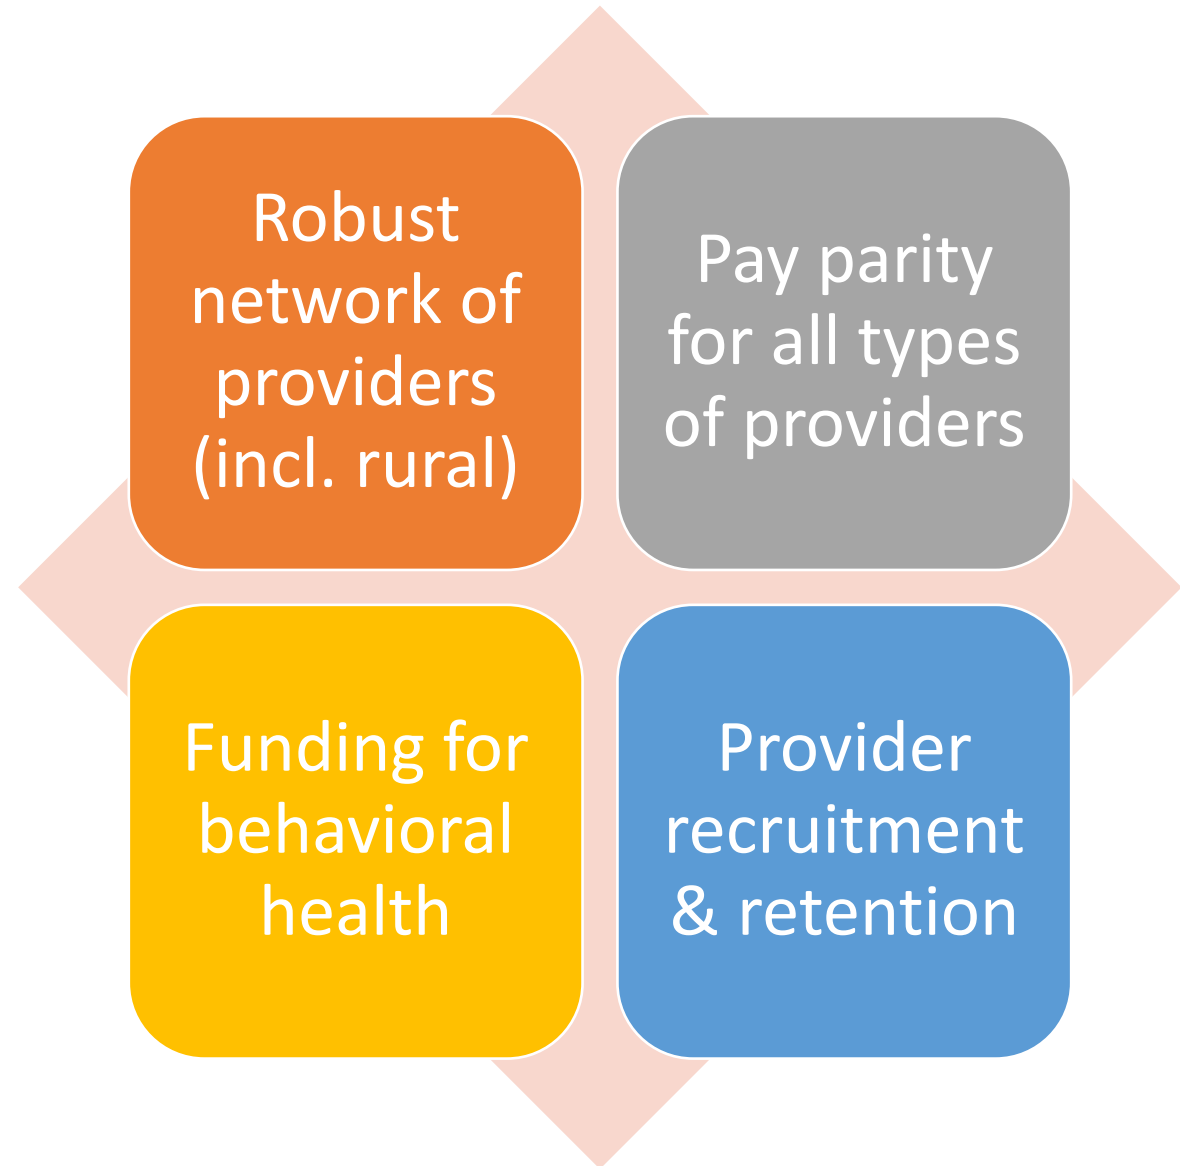 Robust
network of
providers
(incl. rural)
Pay parity
for all types
of providers
Funding for
behavioral
health
Provider
recruitment
& retention